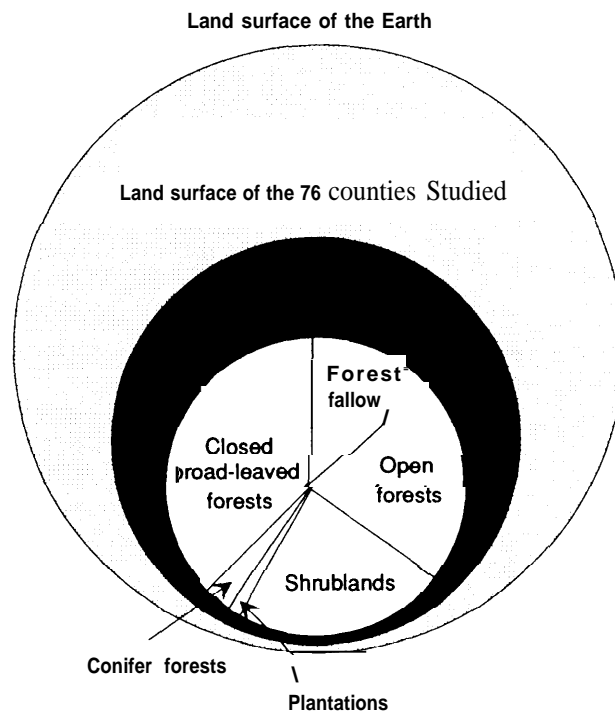 Land surface of the Earth
Land surface of the 76 counties Studied
Forest
fallow
Closed
broad-leaved
forests
Open
forests
Shrublands
Conifer forests
Plantations